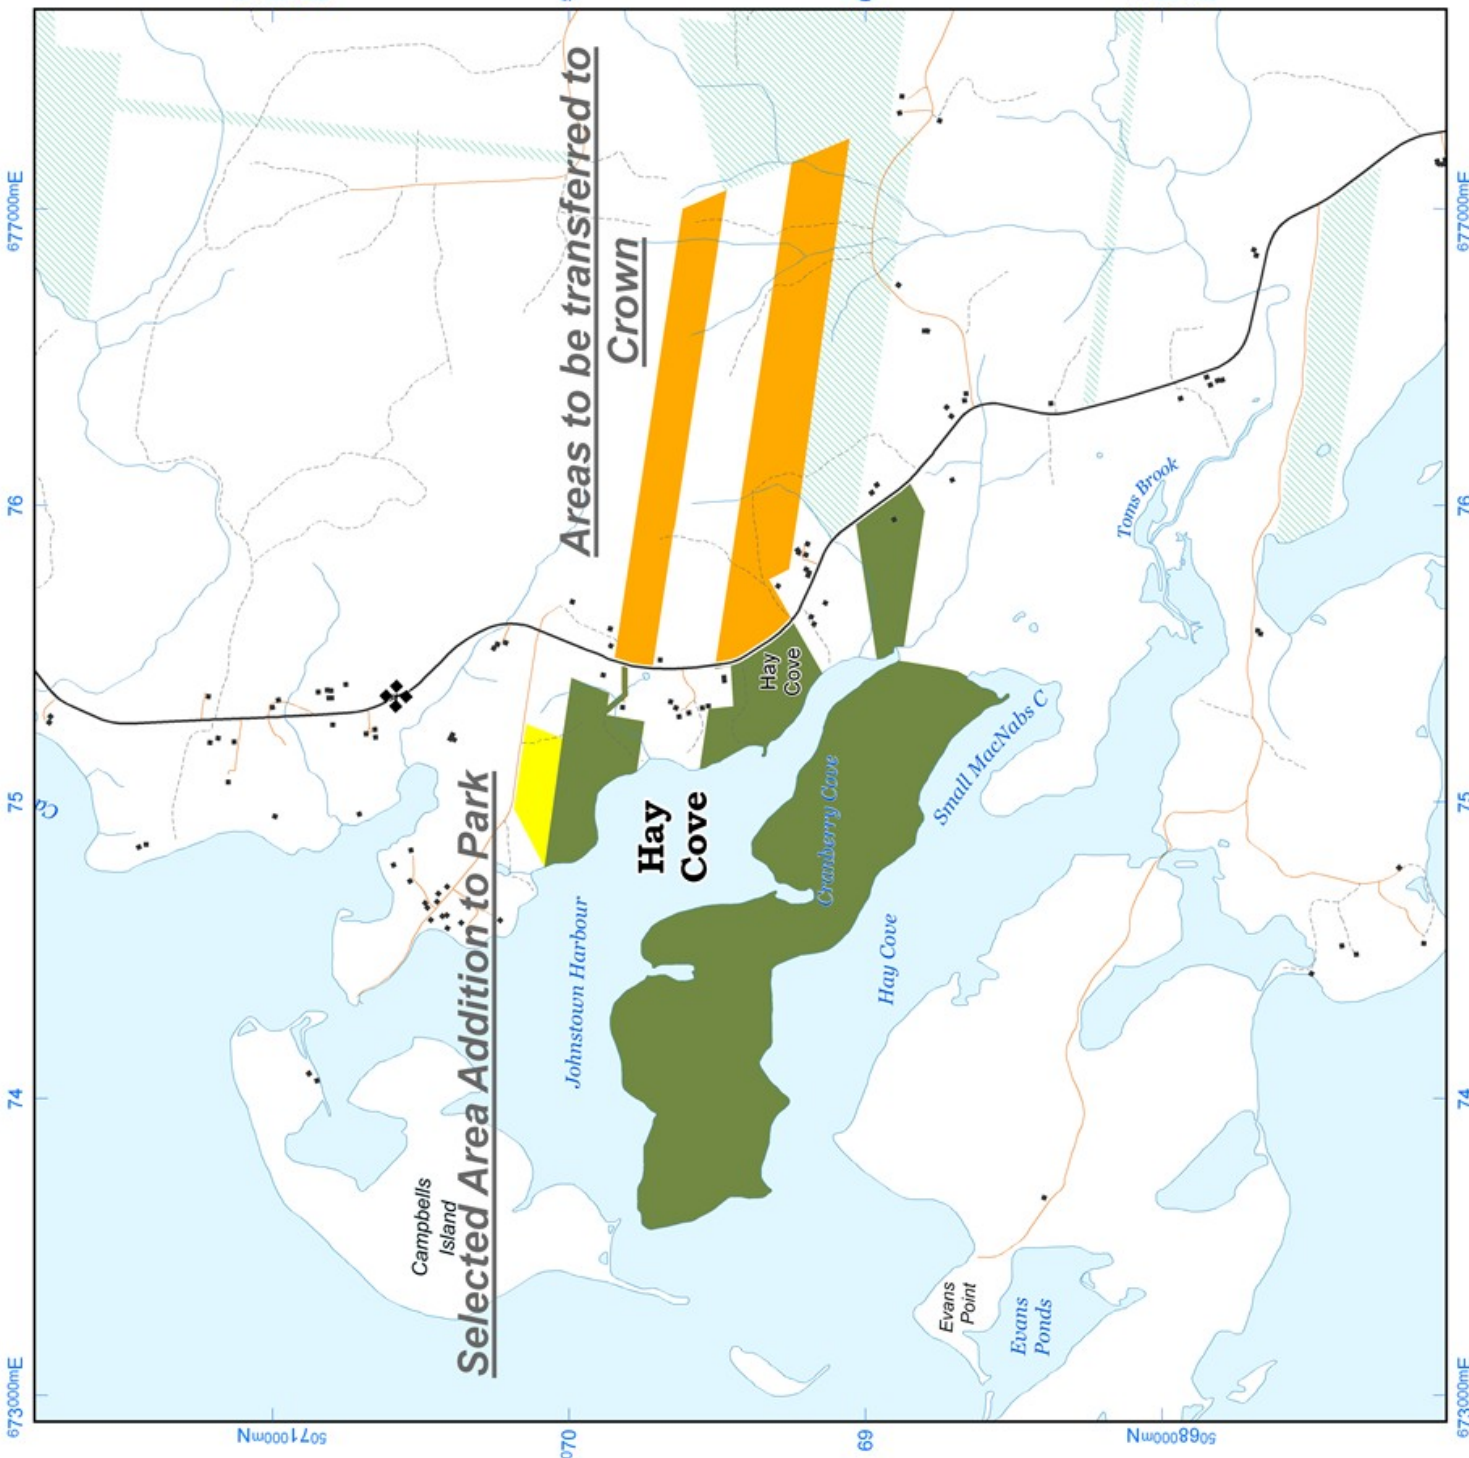 Areas to be transferred to
Crown
Selected Area Addition to Park
Hay
Cove
Hay
Cove
Johnstown Harbour
Cranberry Cove
Small MacNabs C
Hay Cove
Toms Brook
Campbells
Island
Evans
Point
Evans
Ponds
677000mE
76
75
74
673000mE
677000mE
76
75
74
673000mE
5071000mN
070
69
5068000mN